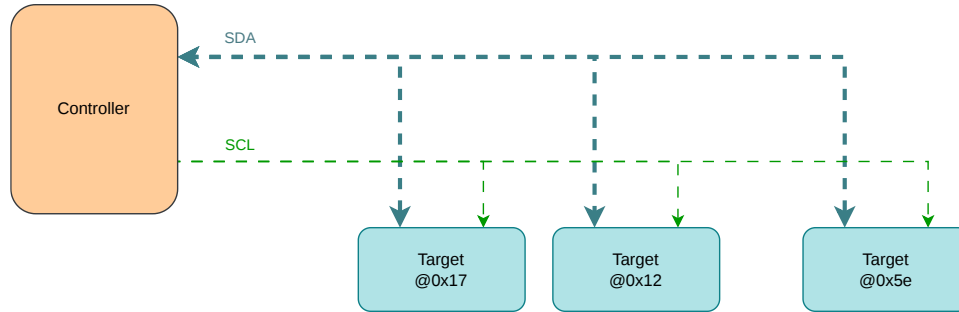 SDA
Controller
SCL
Target
@0x17
Target
@0x12
Target
@0x5e